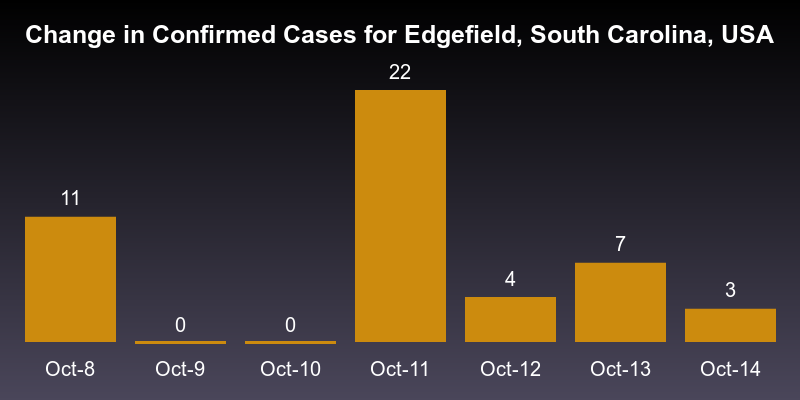 Change in Confirmed Cases for Edgefield, South Carolina, USA
22
11
7
4
3
0
0
Oct-8
Oct-9
Oct-10
Oct-11
Oct-12
Oct-13
Oct-14